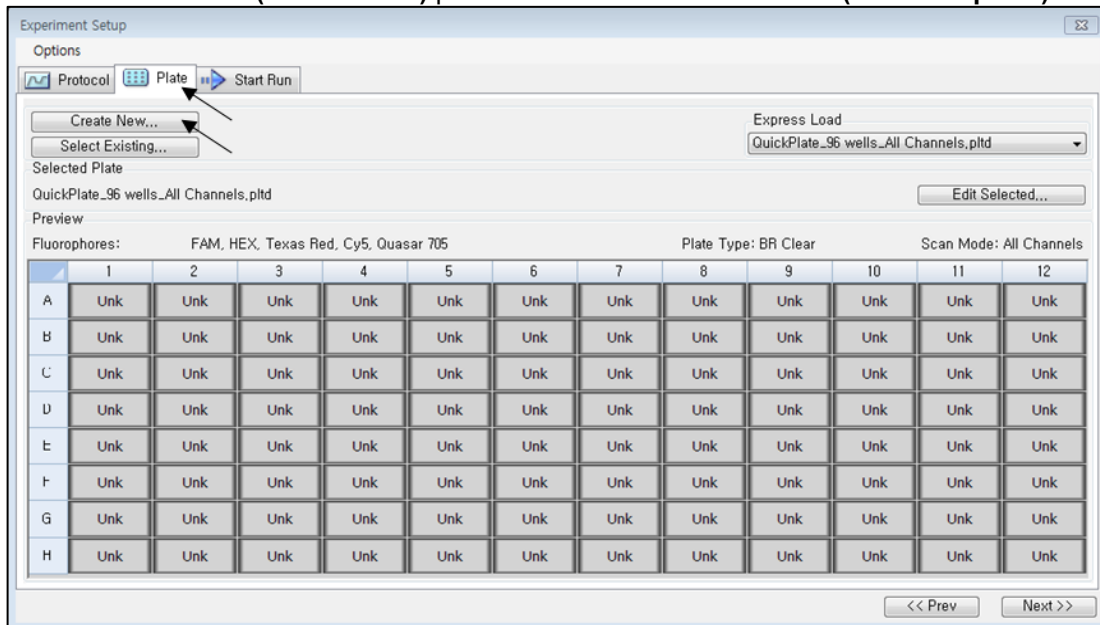 Experiment Setup
Options
Protocol Plate Start Run
Create New... Express Load
Select Existing... QuickPlate_96 wells_All Channels.pltd
Selected Plate
QuickPlate_96 wells_All Channels.pltd Edit Selected...
Preview
Fluorophores: FAM, HEX, Texas Red, Cy5, Quasar 705 Plate Type: BR Clear Scan Mode: All Channels
1 2 3 4 5 6 7 8 9 10 11 12
A Unk Unk Unk Unk Unk Unk Unk Unk Unk Unk Unk Unk
B Unk Unk Unk Unk Unk Unk Unk Unk Unk Unk Unk Unk
C Unk Unk Unk Unk Unk Unk Unk Unk Unk Unk Unk Unk
D Unk Unk Unk Unk Unk Unk Unk Unk Unk Unk Unk Unk
E Unk Unk Unk Unk Unk Unk Unk Unk Unk Unk Unk Unk
F Unk Unk Unk Unk Unk Unk Unk Unk Unk Unk Unk Unk
G Unk Unk Unk Unk Unk Unk Unk Unk Unk Unk Unk Unk
H Unk Unk Unk Unk Unk Unk Unk Unk Unk Unk Unk Unk
<< Prev Next >>